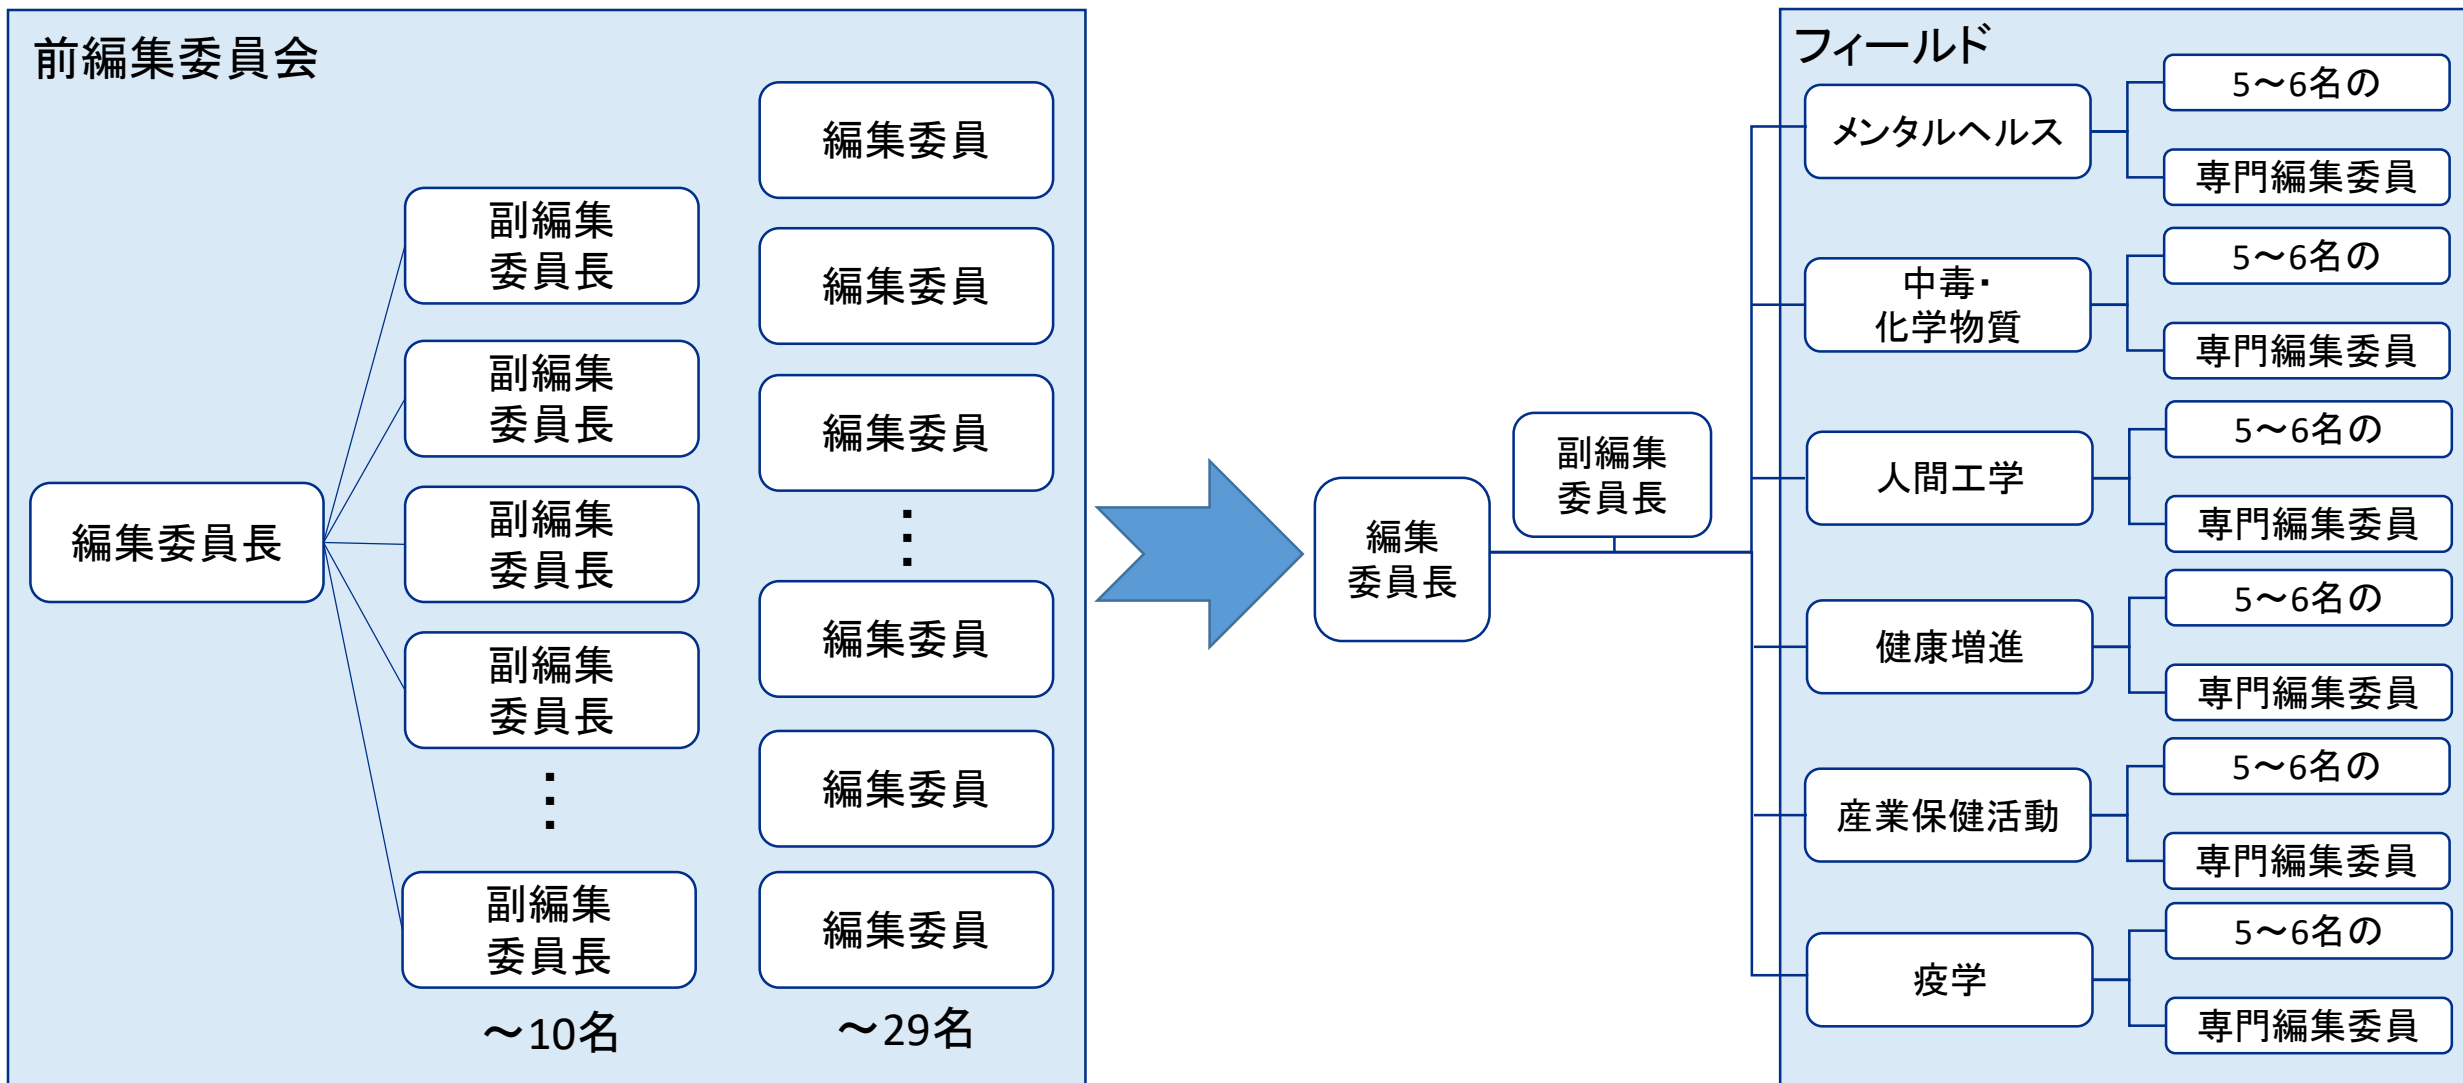 前編集委員会
編集委員長
副編集
委員長
副編集
委員長
副編集
委員長
副編集
委員長
⋮
副編集
委員長
～10名
編集委員
編集委員
編集委員
⋮
編集委員
編集委員
編集委員
～29名
編集
委員長
副編集
委員長
フィールド
メンタルヘルス
5～6名の
専門編集委員
中毒・
化学物質
5～6名の
専門編集委員
人間工学
5～6名の
専門編集委員
健康増進
5～6名の
専門編集委員
産業保健活動
5～6名の
専門編集委員
疫学
5～6名の
専門編集委員